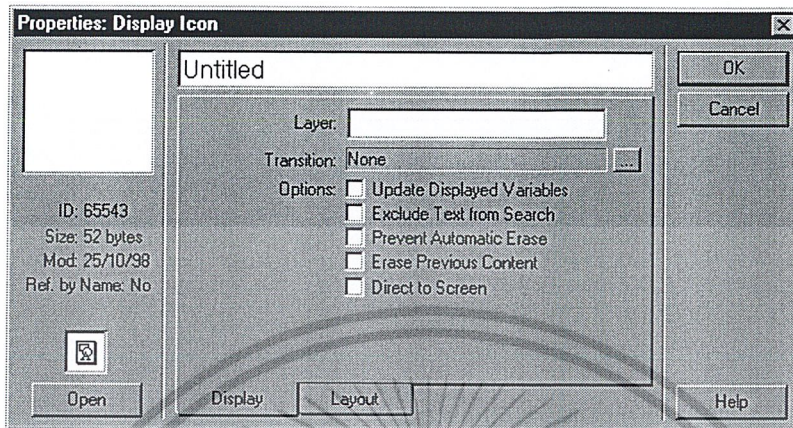 Properties: Display Icon
Untitled
OK
Cancel
Layer:
Transition: None ...
Options: Update Displayed Variables
Exclude Text from Search
Prevent Automatic Erase
Erase Previous Content
Direct to Screen
ID: 65543
Size: 52 bytes
Mod: 25/10/98
Ref. by Name: No
Open
Display
Layout
Help